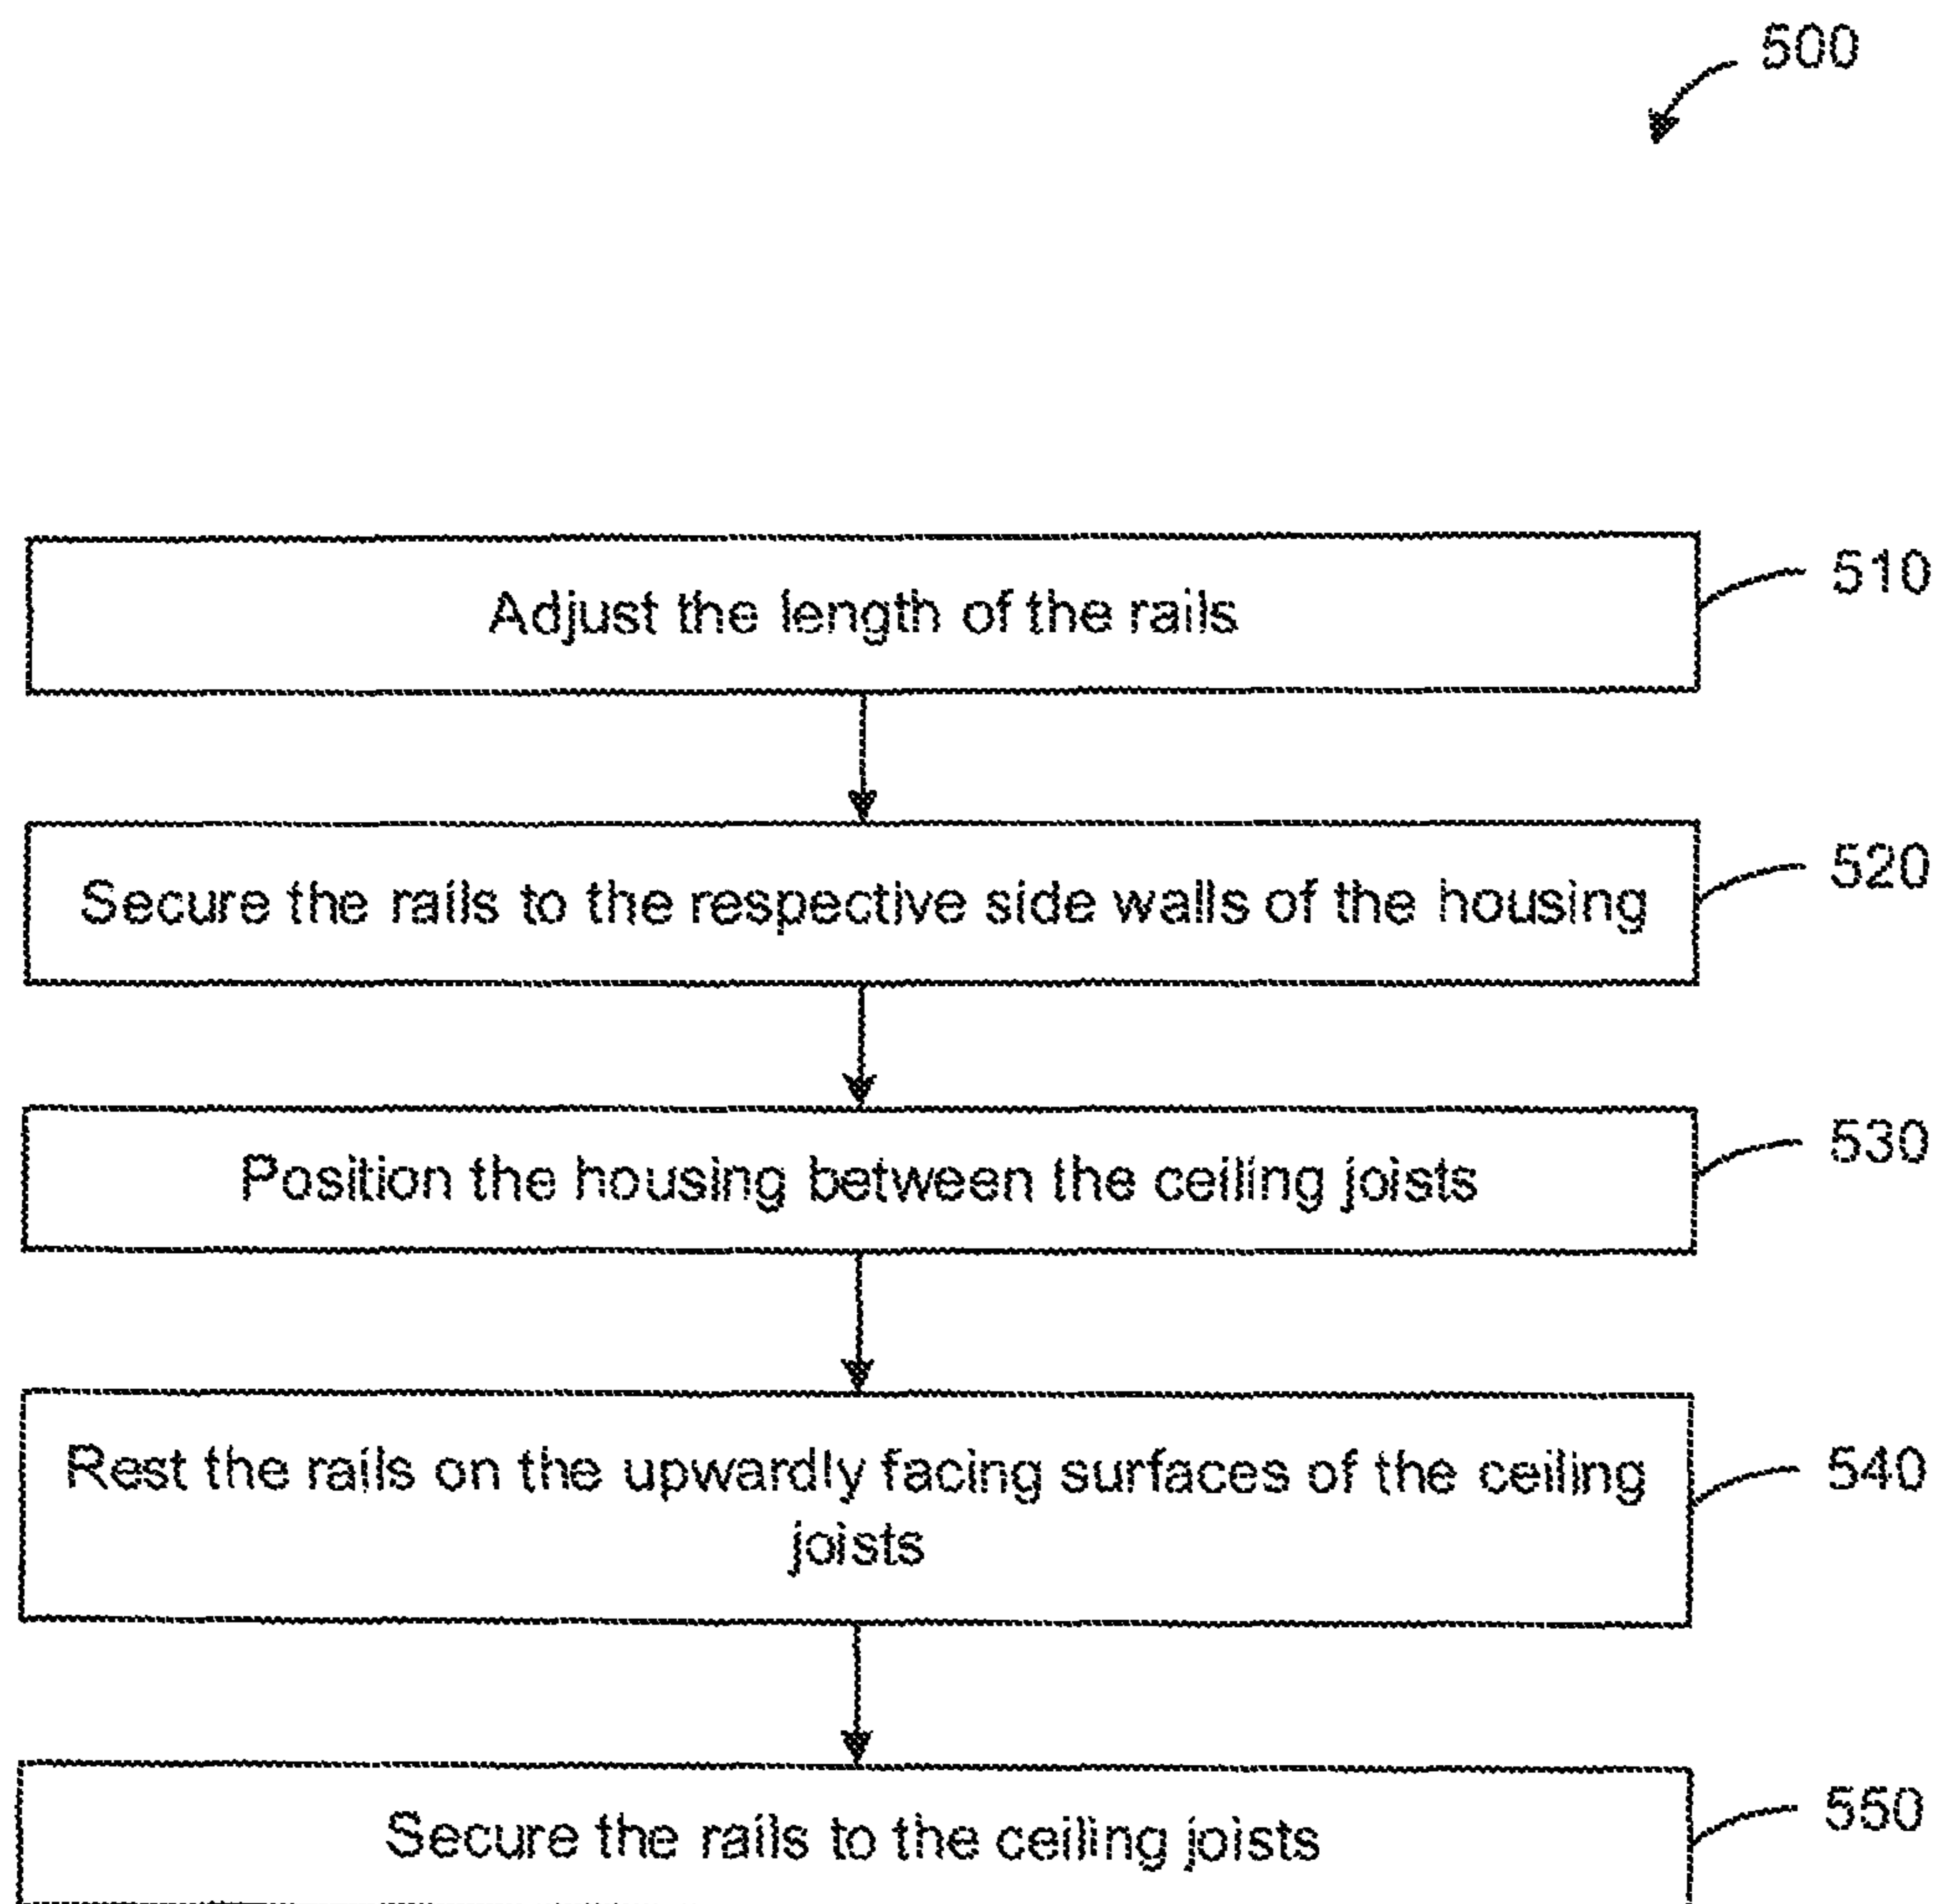 500
Adjust the length of the rails
510
Secure the rails to the respective side walls of the housing
520
Position the housing between the ceiling joists
530
Rest the rails on the upwardly facing surfaces of the ceiling
joists
540
Secure the rails to the ceiling joists
550